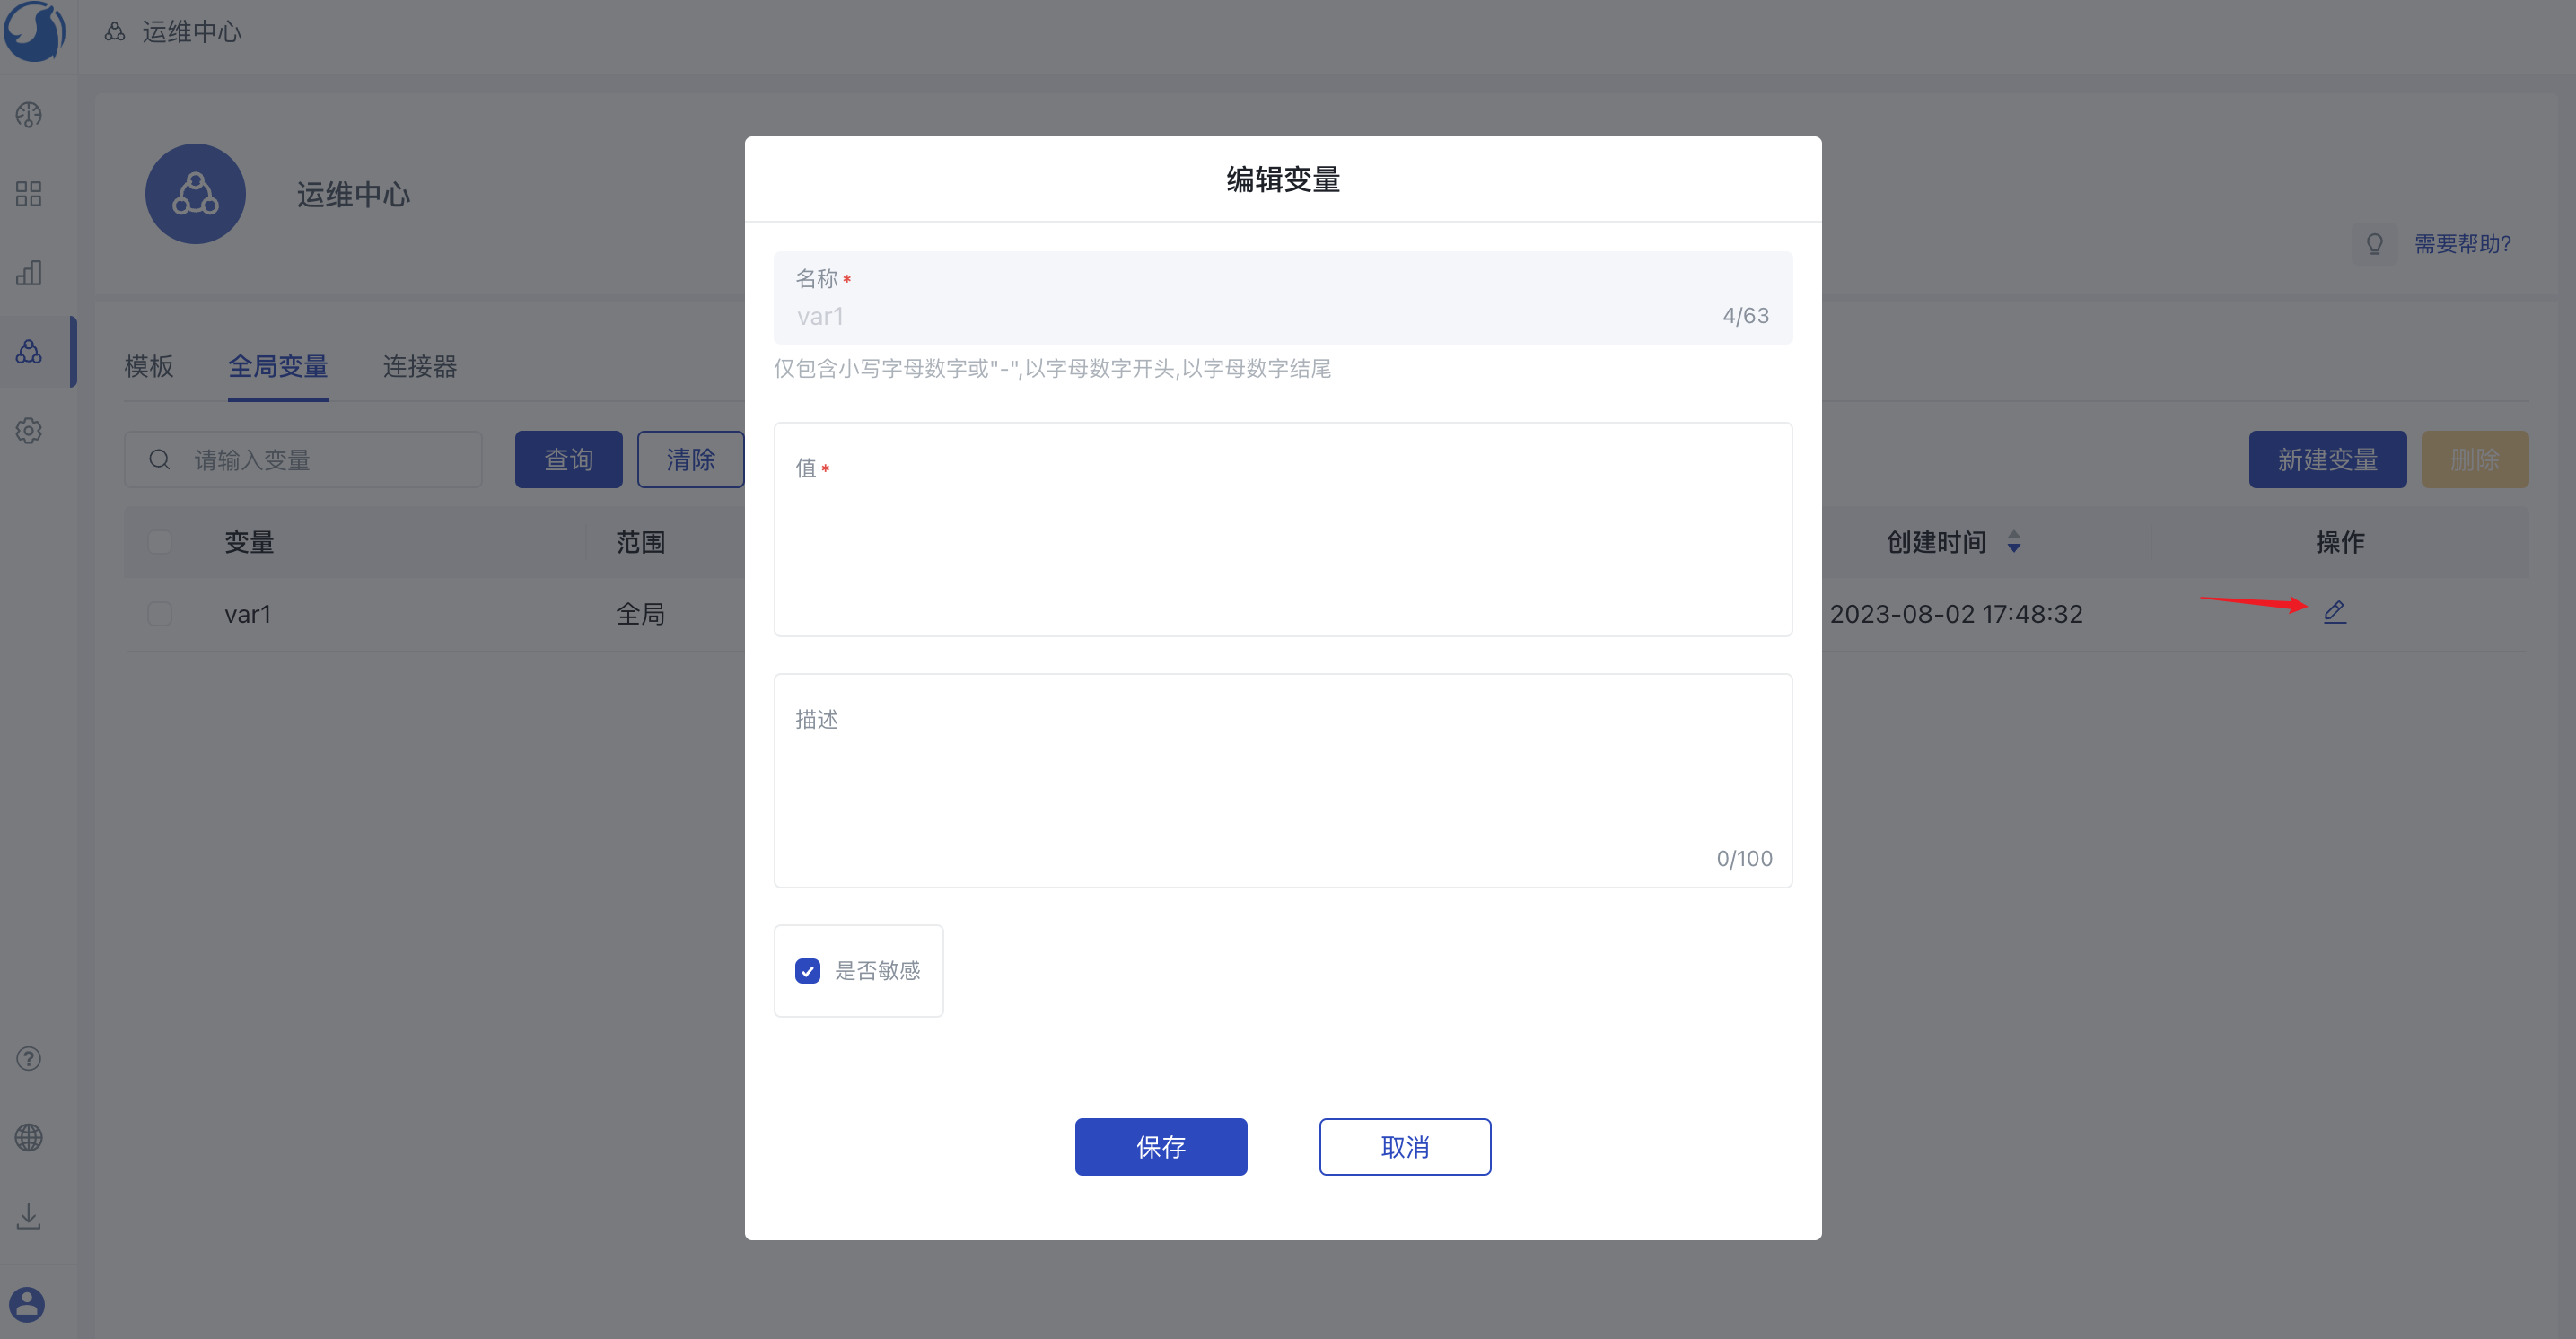 运维中心
运维中心
需要帮助?
模板 全局变量 连接器
请输入变量 查询 清除 新建变量 删除
变量 范围 创建时间 操作
var1 全局 2023-08-02 17:48:32
编辑变量
名称 *
var1 4/63
仅包含小写字母数字或"-",以字母数字开头,以字母数字结尾
值 *
描述
0/100
是否敏感
保存 取消